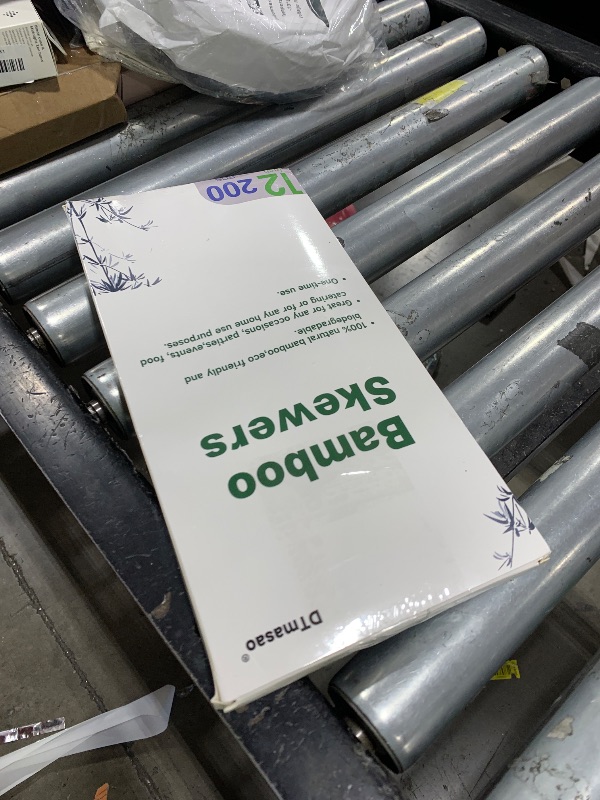 DTmasao®
Bamboo
Skewers
• 100% natural bamboo,eco friendly and
biodegradable.
• Great for any occasions, parties,events, food
catering or for any home use purposes.
• One-time use.
12 200